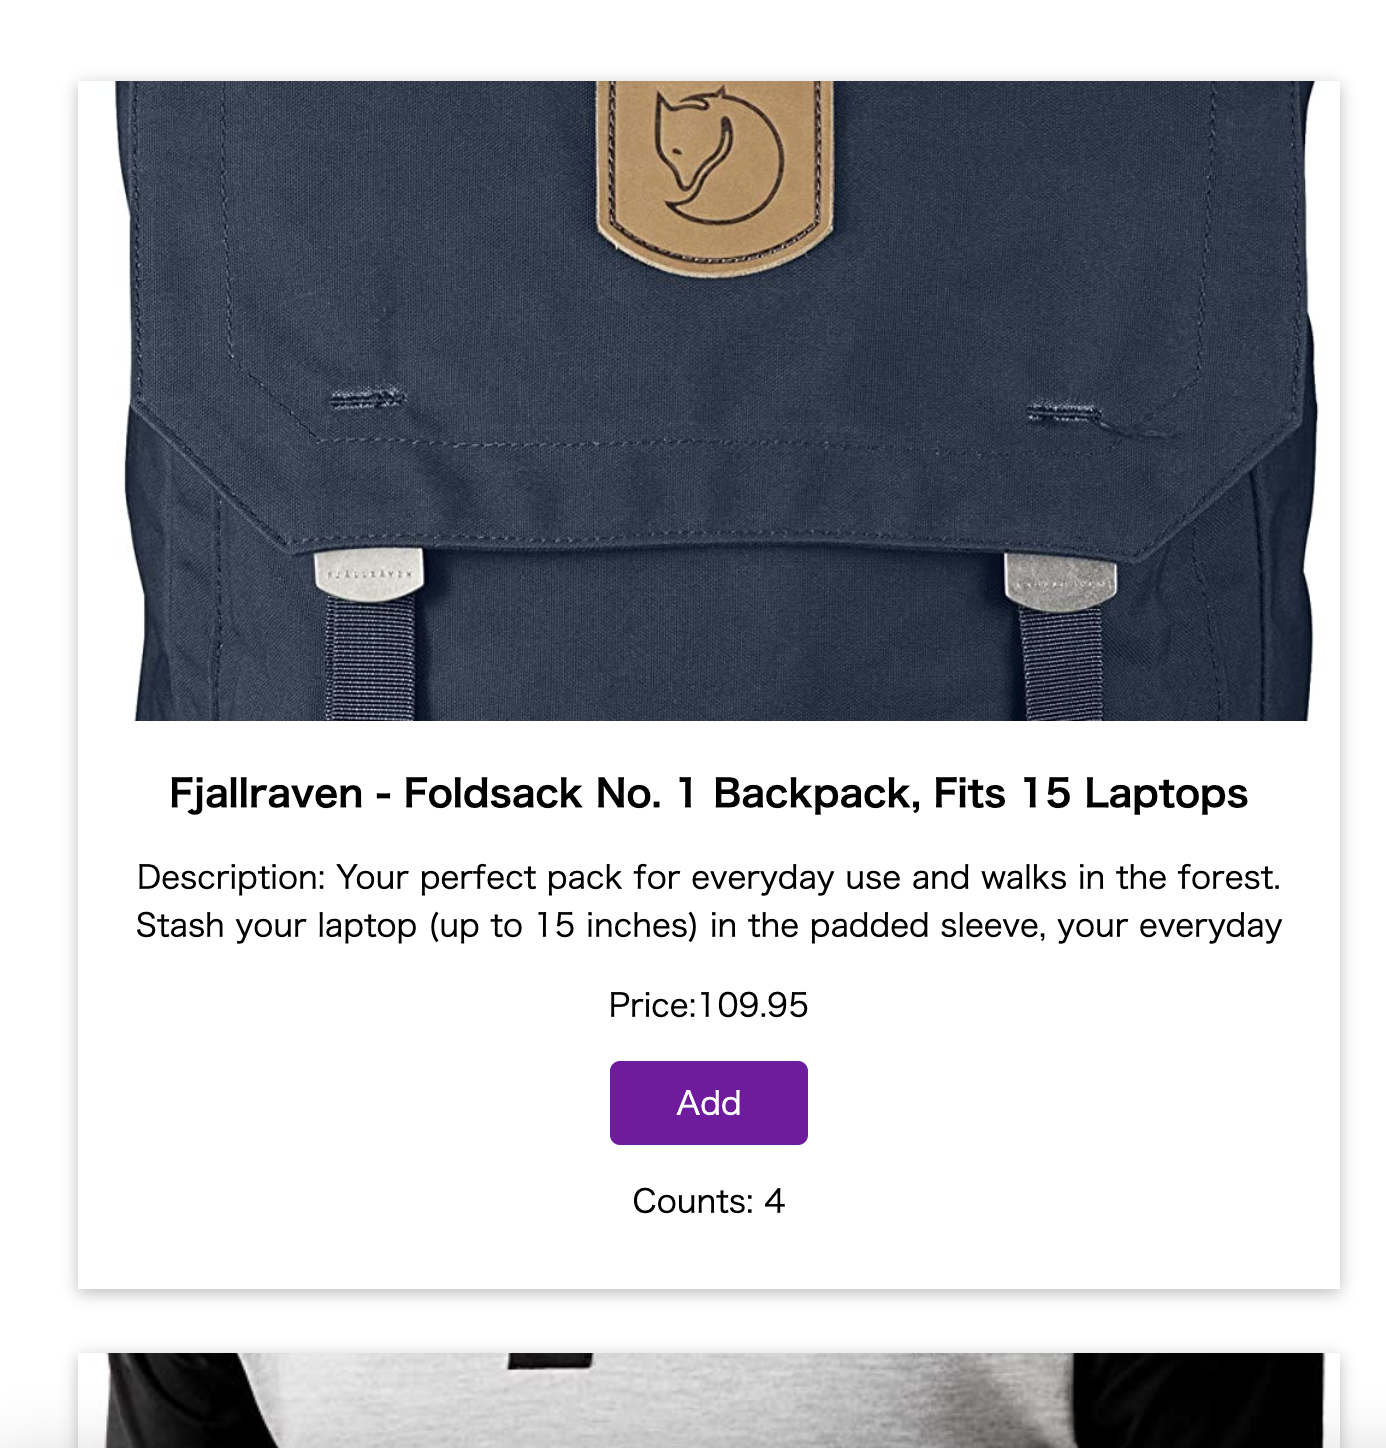 FJÄLLRÄVEN
Fjallraven - Foldsack No. 1 Backpack, Fits 15 Laptops
Description: Your perfect pack for everyday use and walks in the forest.
Stash your laptop (up to 15 inches) in the padded sleeve, your everyday
Price:109.95
Add
Counts: 4